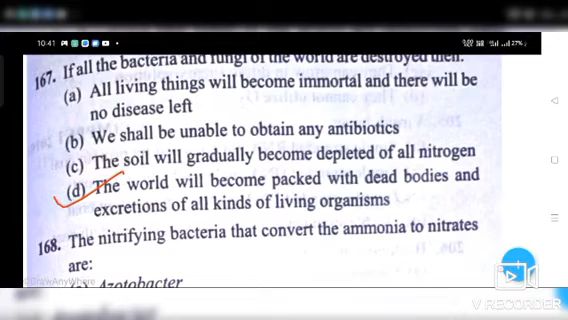 10:41
27%
167. If all the bacteria and fungi of the world are destroyed then:
(a) All living things will become immortal and there will be
no disease left
(b) We shall be unable to obtain any antibiotics
(c) The soil will gradually become depleted of all nitrogen
(d) The world will become packed with dead bodies and
excretions of all kinds of living organisms
168. The nitrifying bacteria that convert the ammonia to nitrates
are:
Azotobacter
DrawAnyWhere
V RECORDER